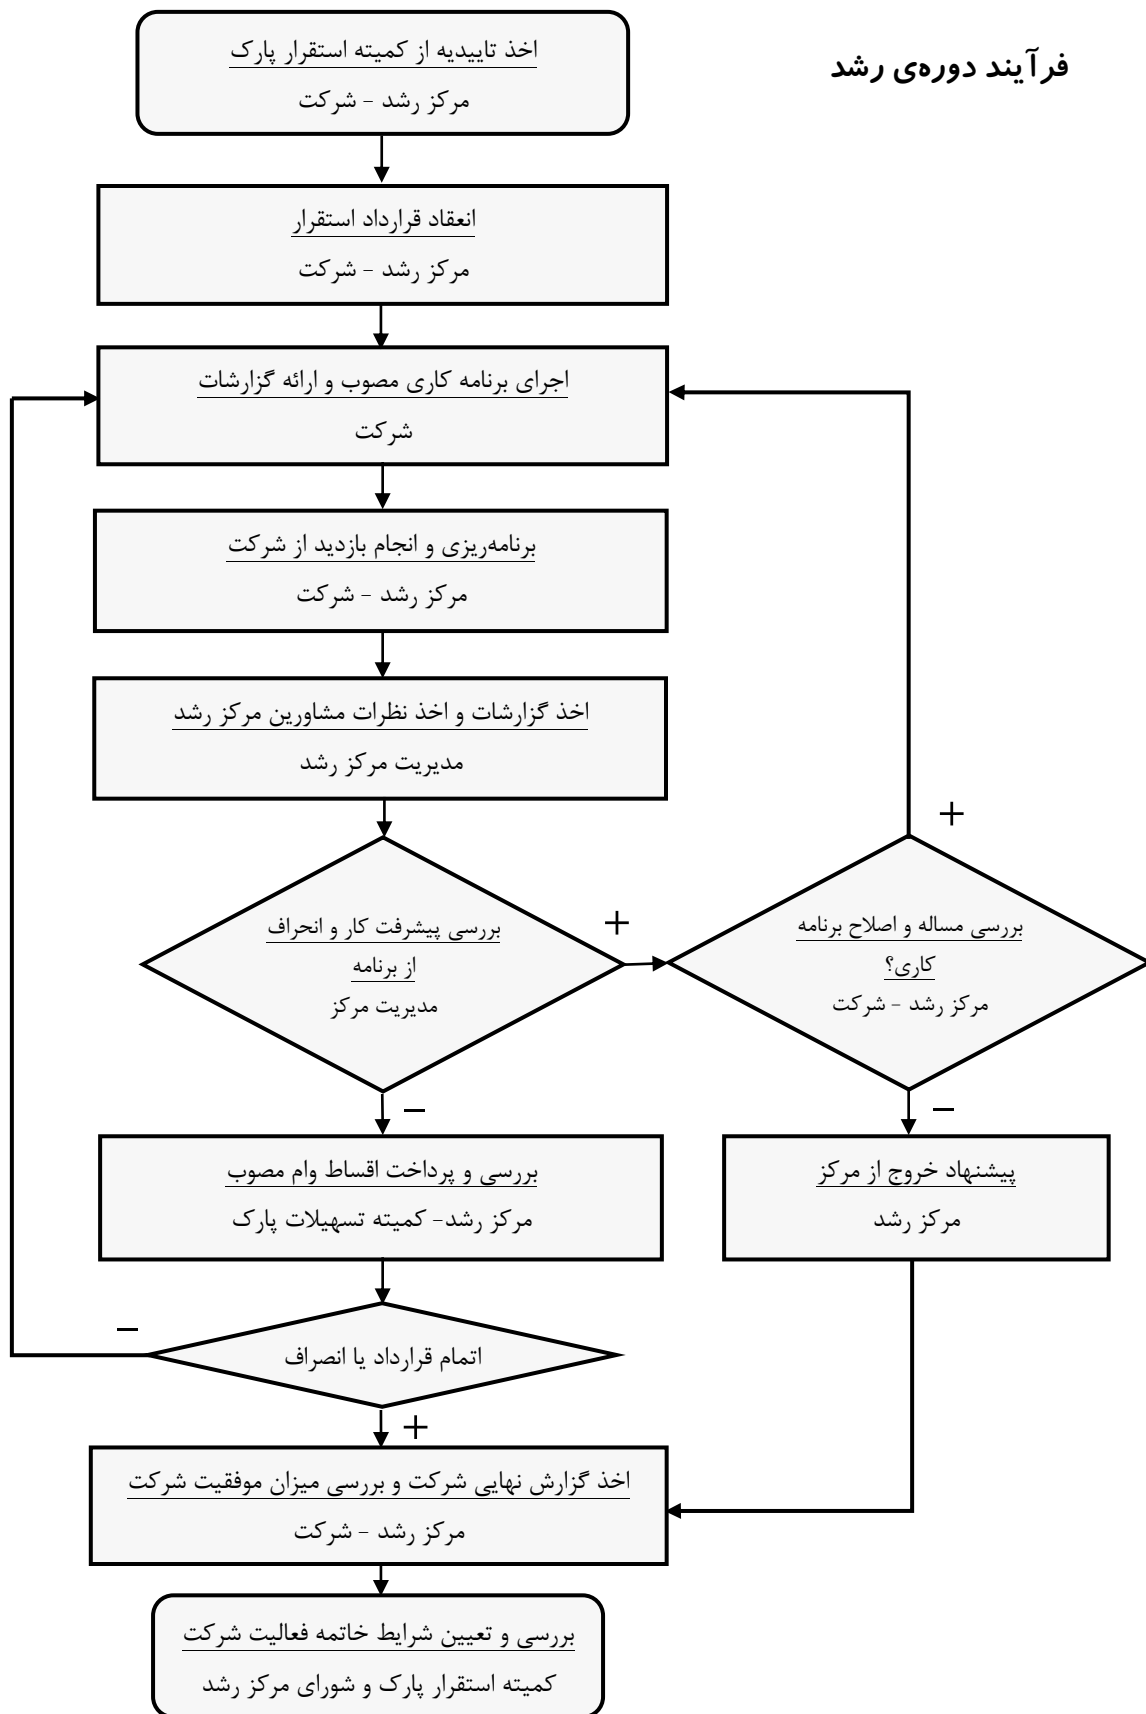 فرآیند دوره‌ی رشد
اخذ تاییدیه از کمیته استقرار پارک
مرکز رشد - شرکت
انعقاد قرارداد استقرار
مرکز رشد - شرکت
اجرای برنامه کاری مصوب و ارائه گزارشات
شرکت
برنامه‌ریزی و انجام بازدید از شرکت
مرکز رشد - شرکت
اخذ گزارشات و اخذ نظرات مشاورین مرکز رشد
مدیریت مرکز رشد
+
بررسی پیشرفت کار و انحراف
از برنامه
مدیریت مرکز
+
بررسی مساله و اصلاح برنامه
کاری؟
مرکز رشد - شرکت
−
−
بررسی و پرداخت اقساط وام مصوب
مرکز رشد- کمیته تسهیلات پارک
پیشنهاد خروج از مرکز
مرکز رشد
−
اتمام قرارداد یا انصراف
+
اخذ گزارش نهایی شرکت و بررسی میزان موفقیت شرکت
مرکز رشد - شرکت
بررسی و تعیین شرایط خاتمه فعالیت شرکت
کمیته استقرار پارک و شورای مرکز رشد